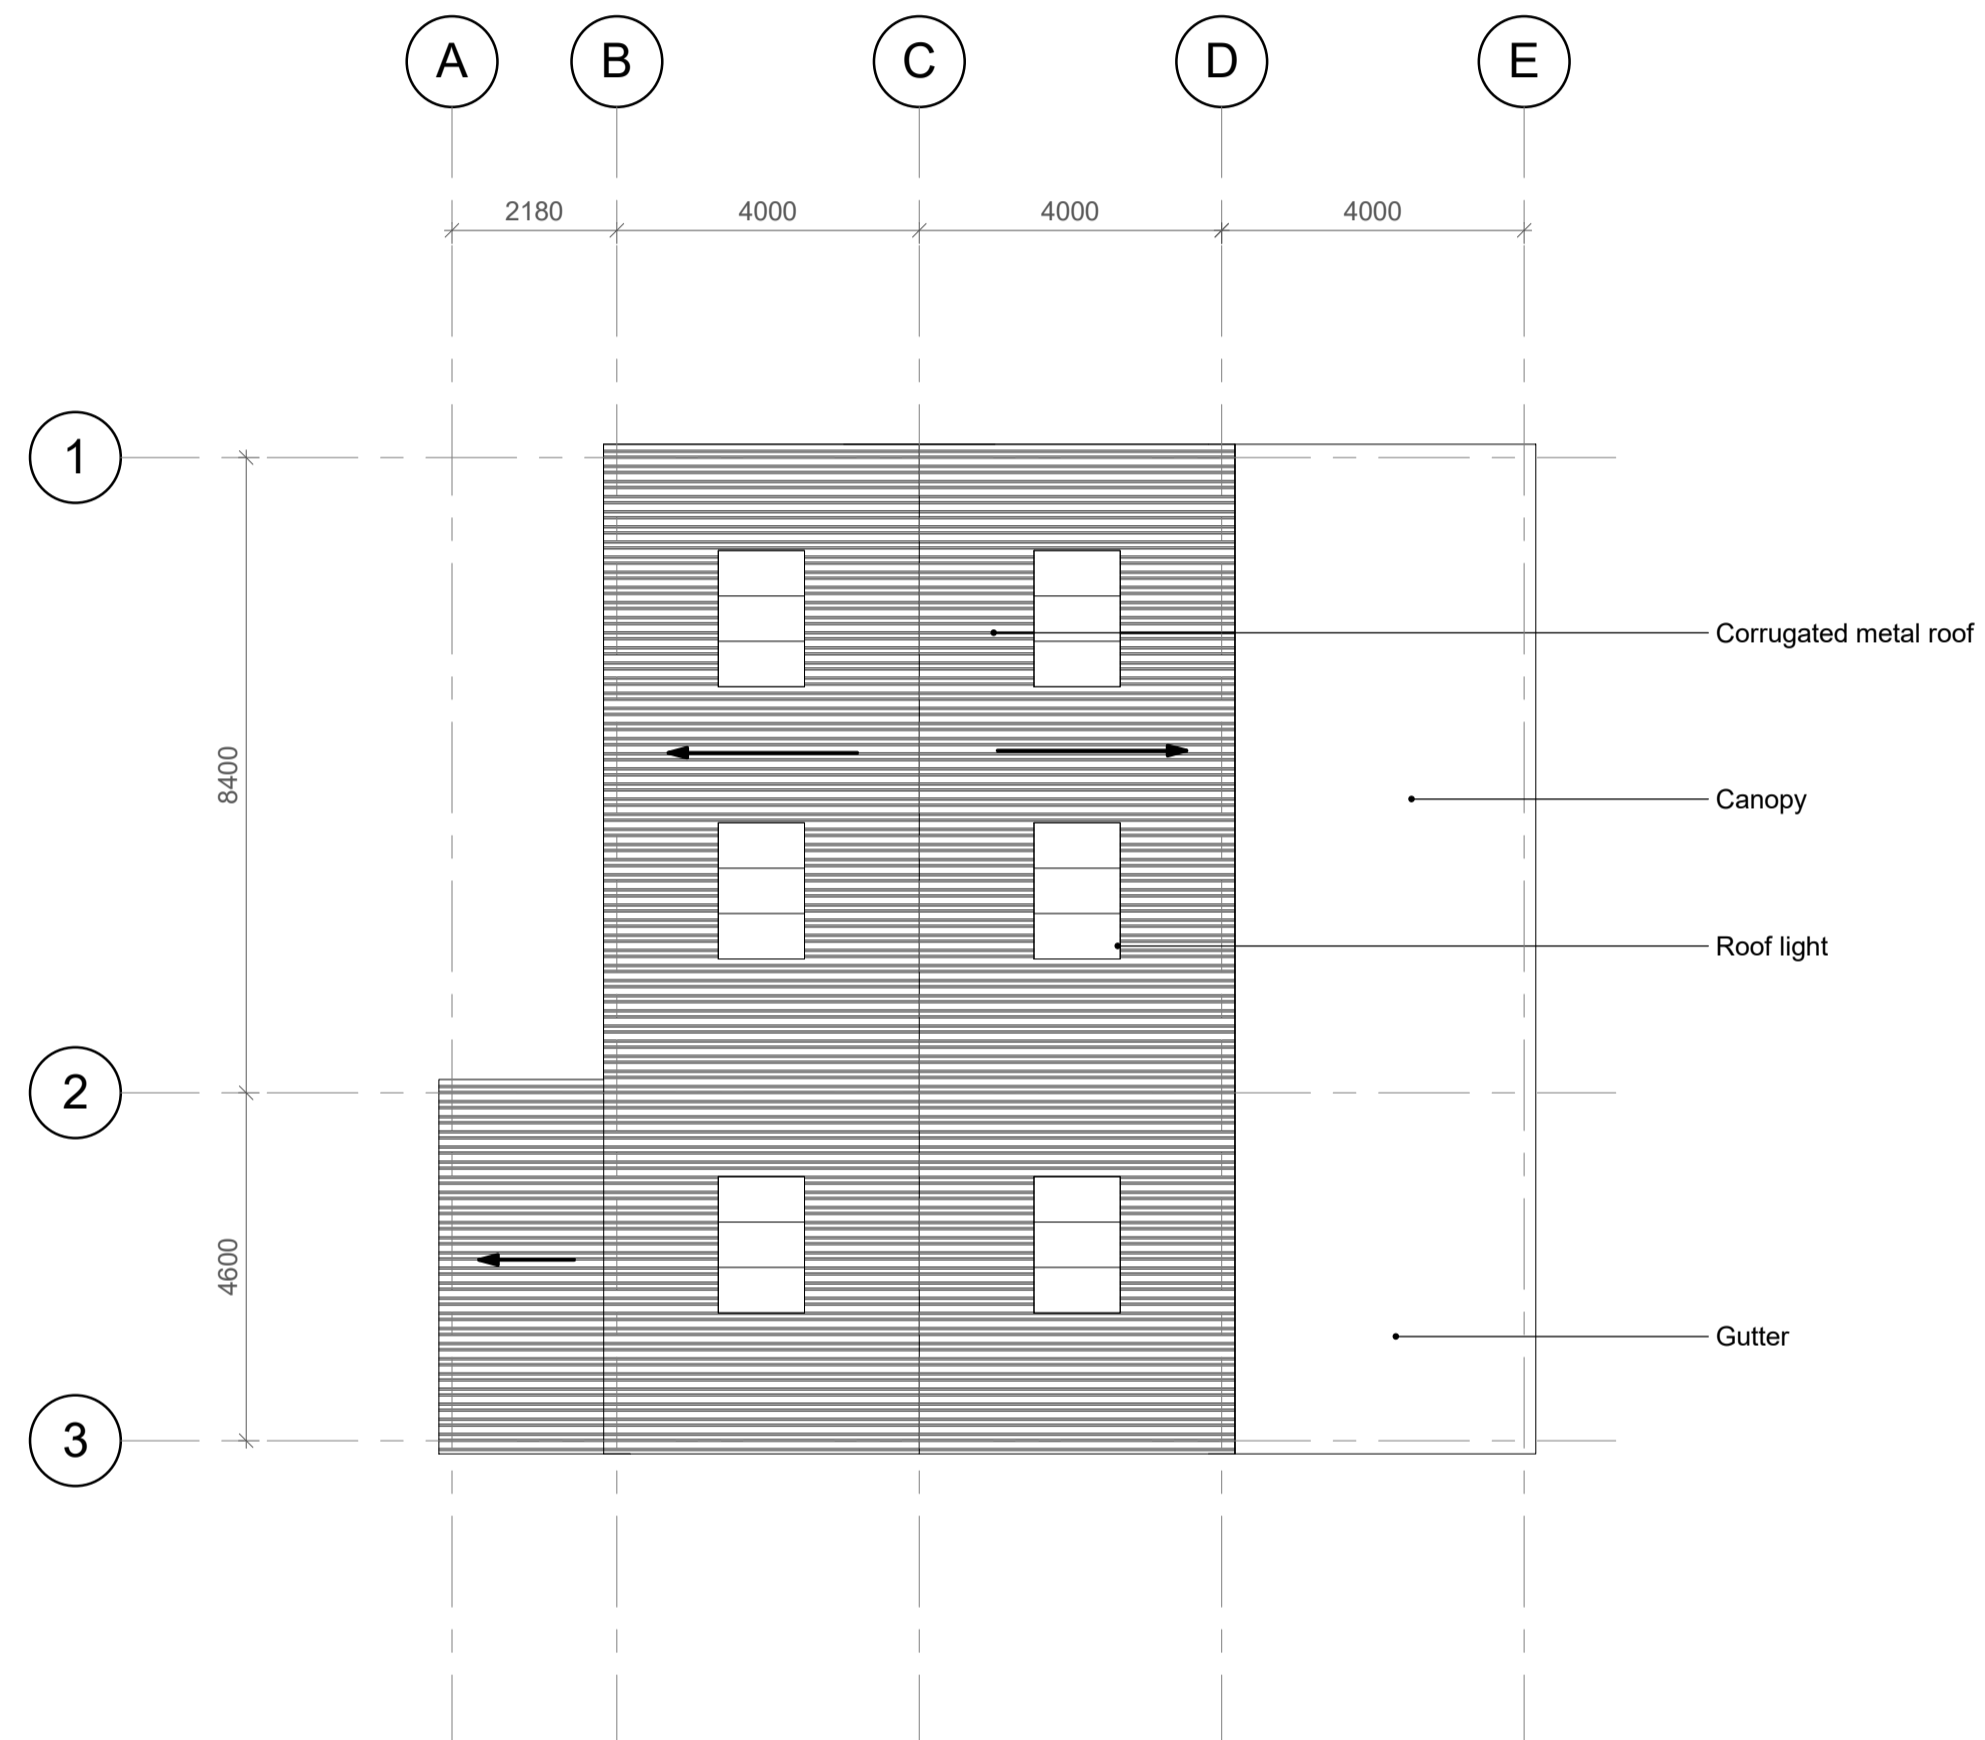 A
B
C
D
E
2180
4000
4000
4000
1
Corrugated metal roof
8400
Canopy
Roof light
2
4600
Gutter
3